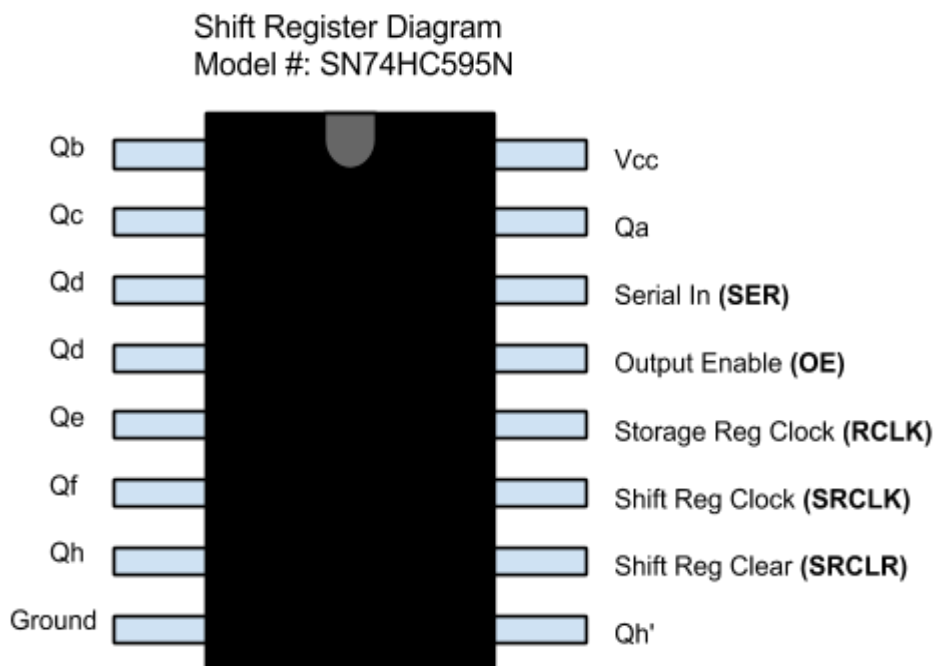 Shift Register Diagram
Model #: SN74HC595N
Qb
Vcc
Qc
Qa
Qd
Serial In (SER)
Qd
Output Enable (OE)
Qe
Storage Reg Clock (RCLK)
Qf
Shift Reg Clock (SRCLK)
Qh
Shift Reg Clear (SRCLR)
Ground
Qh'